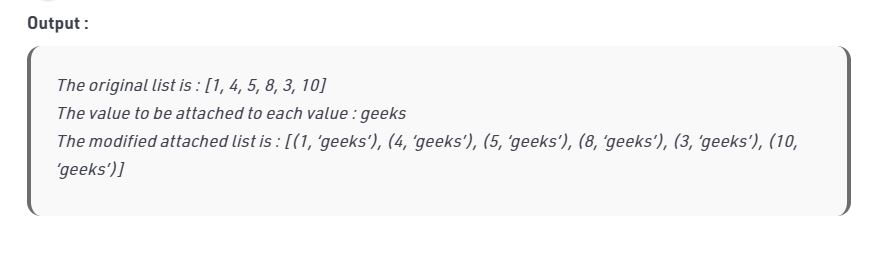 Output :
The original list is : [1, 4, 5, 8, 3, 10]
The value to be attached to each value : geeks
The modified attached list is : [(1, ‘geeks’), (4, ‘geeks’), (5, ‘geeks’), (8, ‘geeks’), (3, ‘geeks’), (10,
‘geeks’)]